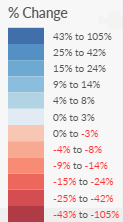 % Change
43% to 105%
25% to 42%
15% to 24%
9% to 14%
4% to 8%
0% to 3%
0% to -3%
-4% to -8%
-9% to -14%
-15% to -24%
-25% to -42%
-43% to -105%